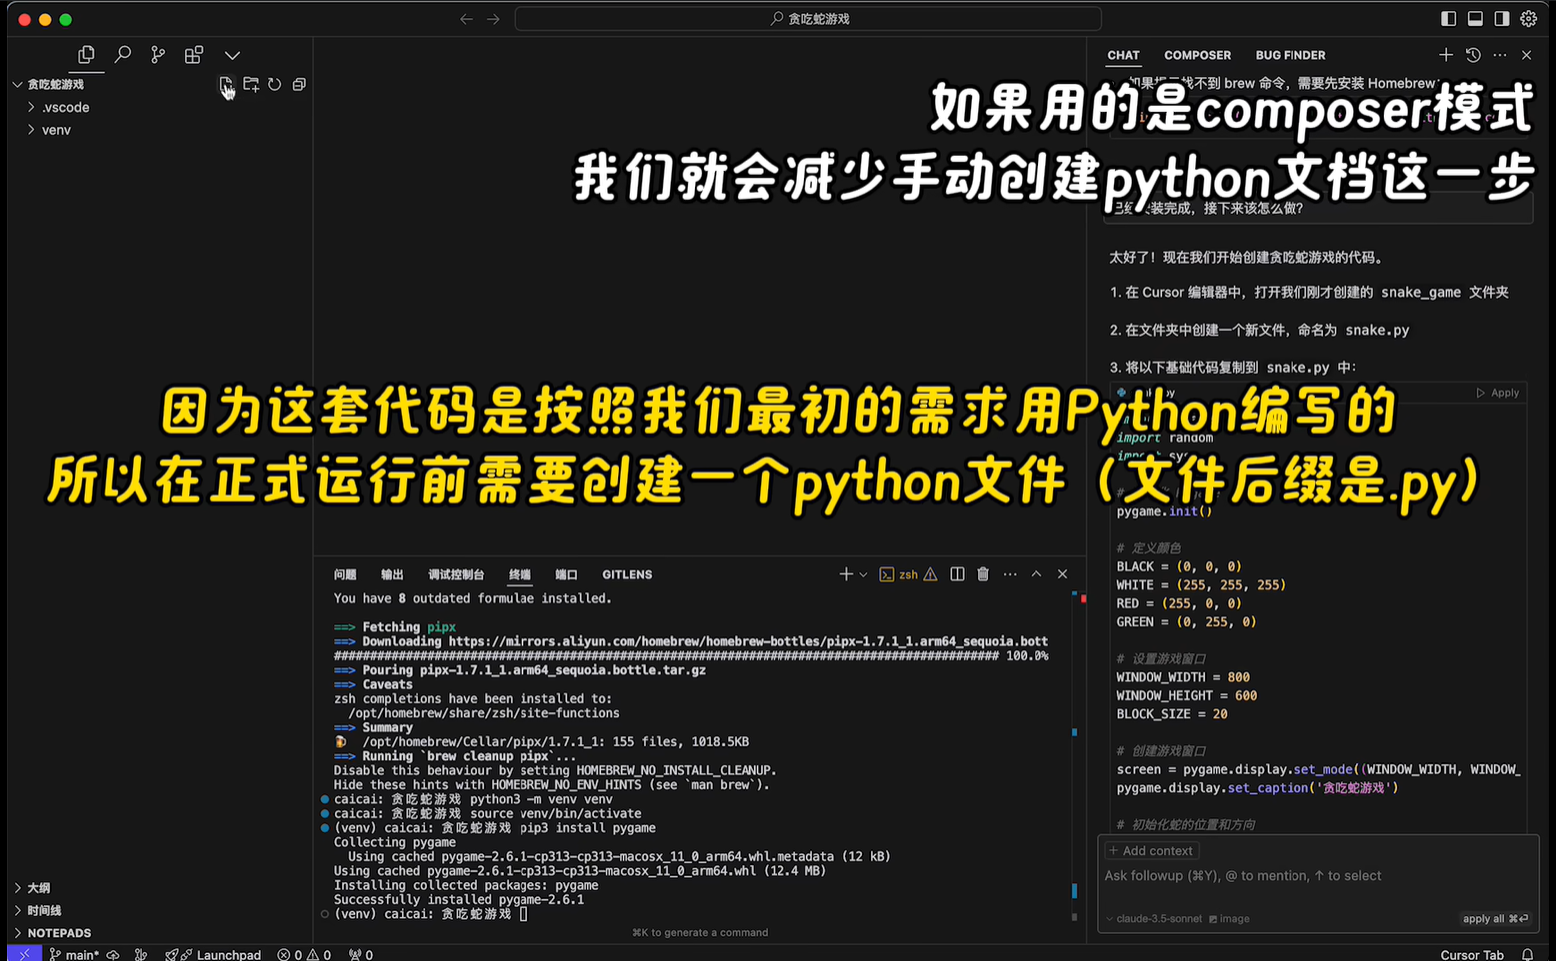 贪吃蛇游戏
CHAT COMPOSER BUG FINDER
贪吃蛇游戏
.vscode
venv
不到 brew 命令，需要先安装 Homebrew
如果用的是composer模式
我们就会减少手动创建python文档这一步
装完成，接下来该怎么做?
太好了！现在我们开始创建贪吃蛇游戏的代码。
1. 在 Cursor 编辑器中，打开我们刚才创建的 snake_game 文件夹
2. 在文件夹中创建一个新文件，命名为 snake.py
3. 将以下基础代码复制到 snake.py 中：
Apply
因为这套代码是按照我们最初的需求用Python编写的
所以在正式运行前需要创建一个python文件（文件后缀是.py）
import random
pygame.init()
# 定义颜色
BLACK = (0, 0, 0)
WHITE = (255, 255, 255)
RED = (255, 0, 0)
GREEN = (0, 255, 0)
# 设置游戏窗口
WINDOW_WIDTH = 800
WINDOW_HEIGHT = 600
BLOCK_SIZE = 20
# 创建游戏窗口
screen = pygame.display.set_mode((WINDOW_WIDTH, WINDOW_
pygame.display.set_caption('贪吃蛇游戏')
# 初始化蛇的位置和方向
+ Add context
Ask followup (⌘Y), @ to mention, ↑ to select
claude-3.5-sonnet image
apply all ⌘⏎
问题 输出 调试控制台 终端 端口 GITLENS
zsh
You have 8 outdated formulae installed.
==> Fetching pipx
==> Downloading https://mirrors.aliyun.com/homebrew/homebrew-bottles/pipx-1.7.1_1.arm64_sequoia.bott
100.0%
==> Pouring pipx-1.7.1_1.arm64_sequoia.bottle.tar.gz
==> Caveats
zsh completions have been installed to:
/opt/homebrew/share/zsh/site-functions
==> Summary
🍺 /opt/homebrew/Cellar/pipx/1.7.1_1: 155 files, 1018.5KB
==> Running `brew cleanup pipx`...
Disable this behaviour by setting HOMEBREW_NO_INSTALL_CLEANUP.
Hide these hints with HOMEBREW_NO_ENV_HINTS (see `man brew`).
caicai: 贪吃蛇游戏 python3 -m venv venv
caicai: 贪吃蛇游戏 source venv/bin/activate
(venv) caicai: 贪吃蛇游戏 pip3 install pygame
Collecting pygame
Using cached pygame-2.6.1-cp313-cp313-macosx_11_0_arm64.whl.metadata (12 kB)
Using cached pygame-2.6.1-cp313-cp313-macosx_11_0_arm64.whl (12.4 MB)
Installing collected packages: pygame
Successfully installed pygame-2.6.1
(venv) caicai: 贪吃蛇游戏
⌘K to generate a command
大纲
时间线
NOTEPADS
main* Launchpad 0 0 0
Cursor Tab